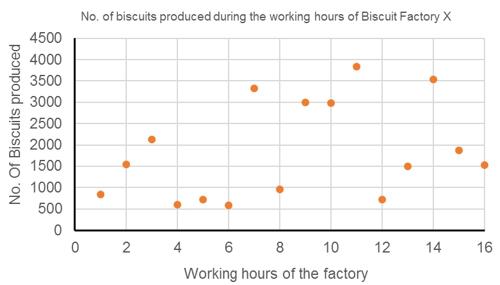 No. of biscuits produced during the working hours of Biscuit Factory X
No. Of Biscuits produced
4500
4000
3500
3000
2500
2000
1500
1000
500
0
0 2 4 6 8 10 12 14 16
Working hours of the factory